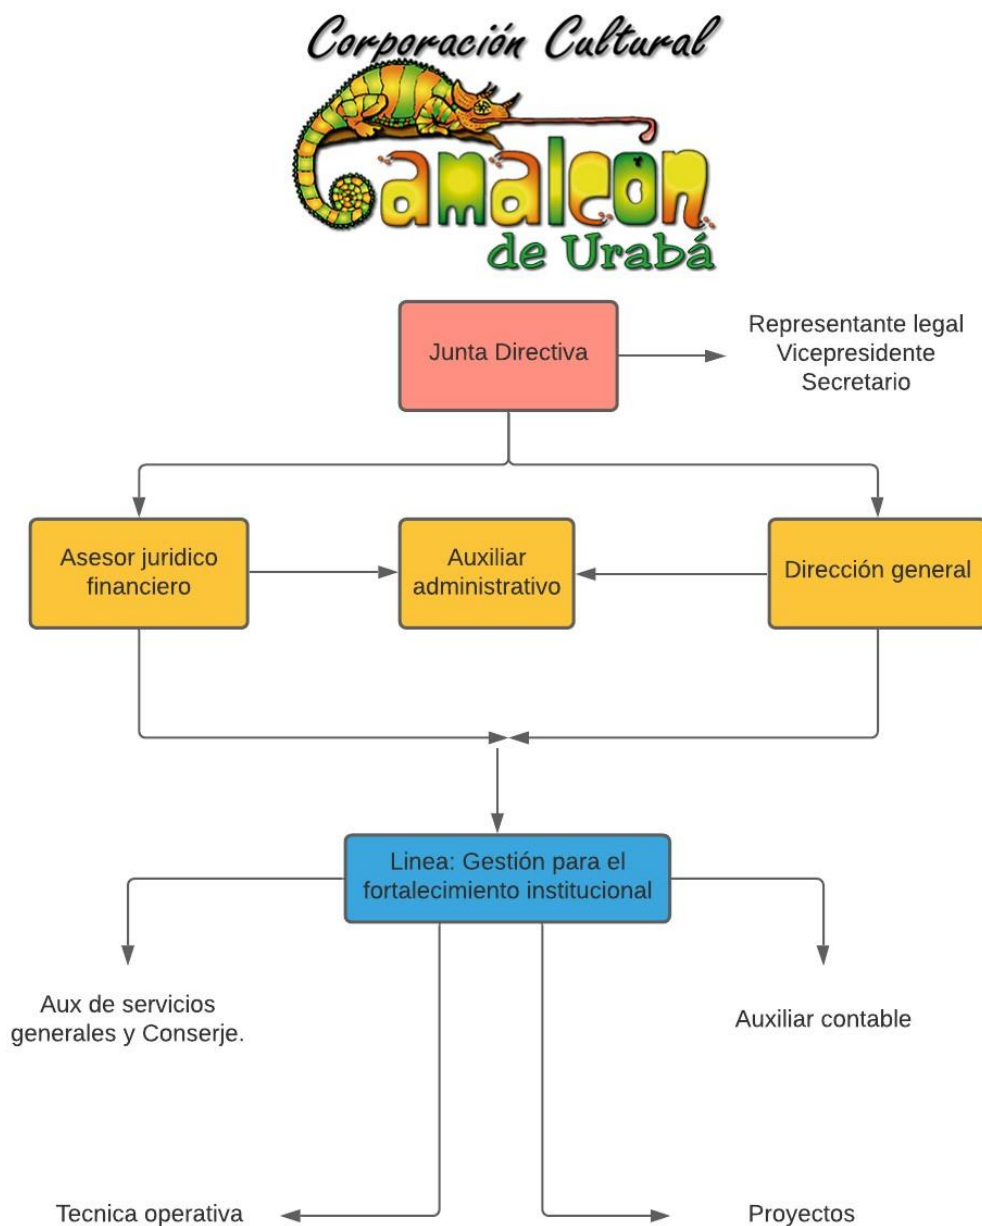 Corporación Cultural
Camaleón
de Urabá
Junta Directiva
Representante legal
Vicepresidente
Secretario
Asesor juridico
financiero
Auxiliar
administrativo
Dirección general
Linea: Gestión para el
fortalecimiento institucional
Aux de servicios
generales y Conserje.
Auxiliar contable
Tecnica operativa
Proyectos